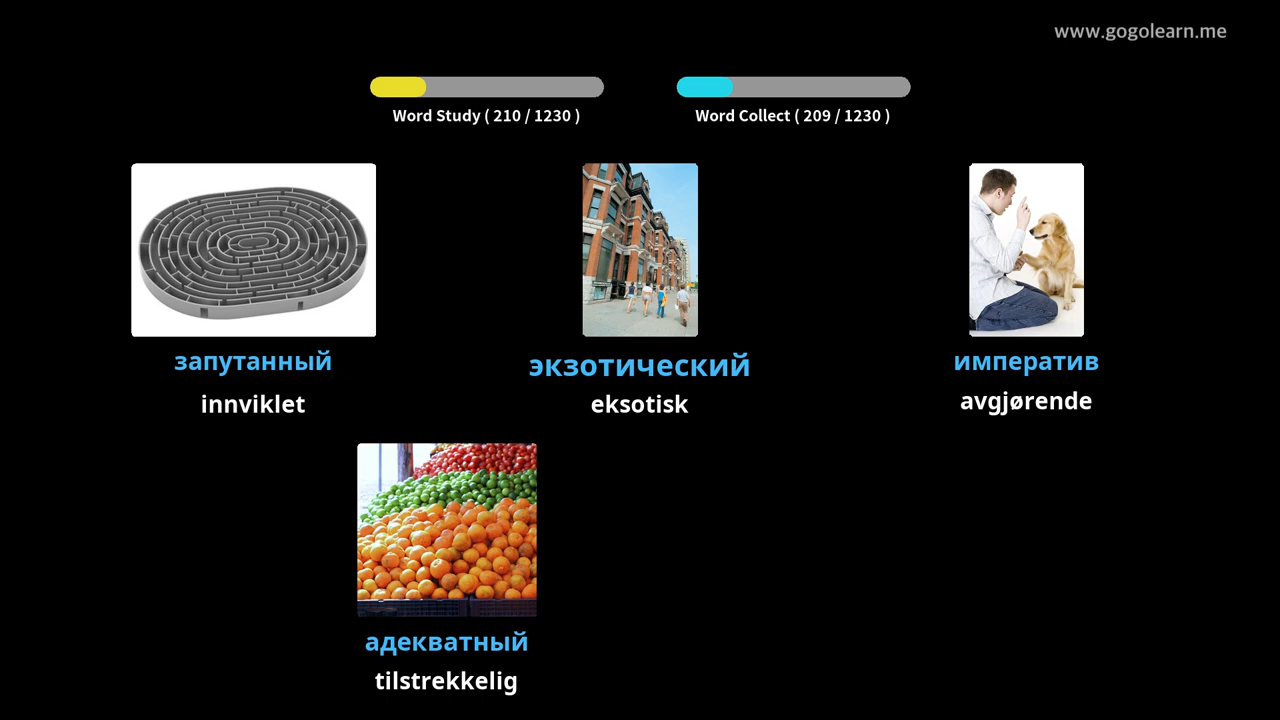 www.gogolearn.me
Word Study ( 210 / 1230 )
Word Collect ( 209 / 1230 )
запутанный
innviklet
экзотический
eksotisk
императив
avgjørende
адекватный
tilstrekkelig